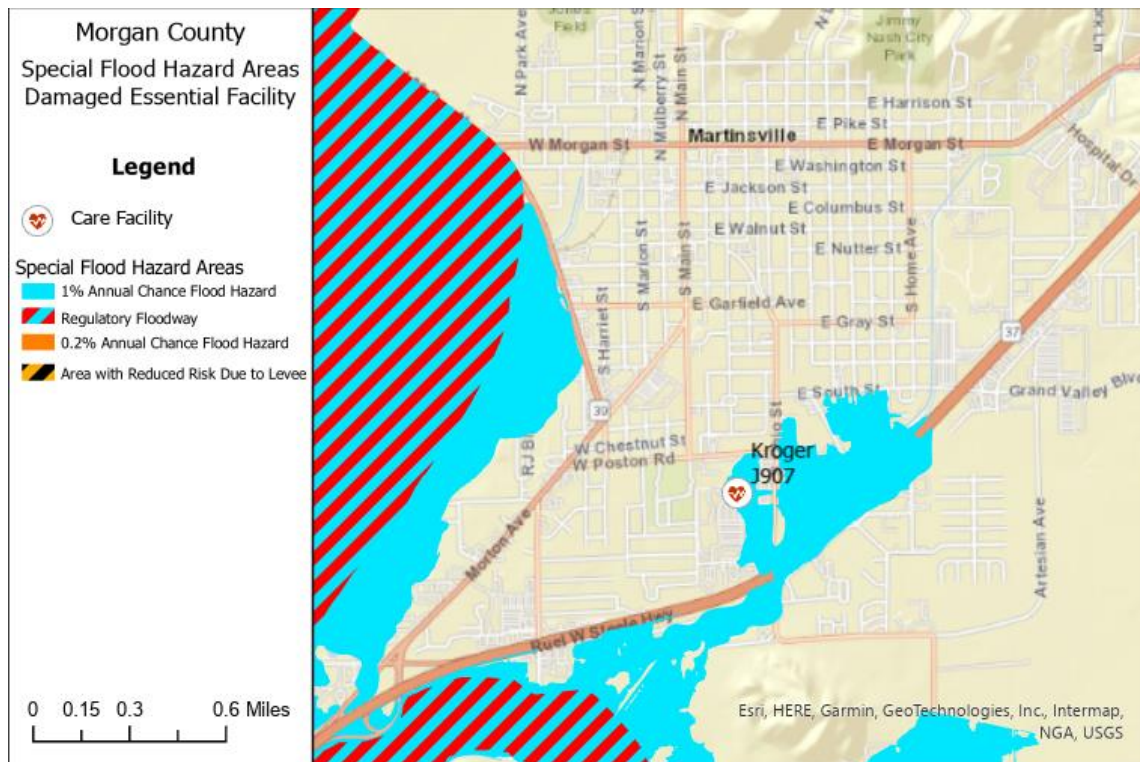 Morgan County
Special Flood Hazard Areas
Damaged Essential Facility
Legend
Care Facility
Special Flood Hazard Areas
1% Annual Chance Flood Hazard
Regulatory Floodway
0.2% Annual Chance Flood Hazard
Area with Reduced Risk Due to Levee
0 0.15 0.3 0.6 Miles
Field
N Park Ave
N Marion St
N Mulberry St
N Main St
Jimmy
Nash City
Park
E Harrison St
E Pike St
W Morgan St
Martinsville
E Morgan St
Hospital Dr
E Washington St
E Jackson St
E Columbus St
E Walnut St
E Nutter St
S Marion St
S Main St
S Home Ave
S Harriet St
E Garfield Ave
E Gray St
37
39
E South St
Grand Valley Blvd
W Chestnut St
W Poston Rd
Kroger
J907
Morton Ave
Artesian Ave
Ruel W Steele Hwy
Esri, HERE, Garmin, GeoTechnologies, Inc., Intermap,
NGA, USGS